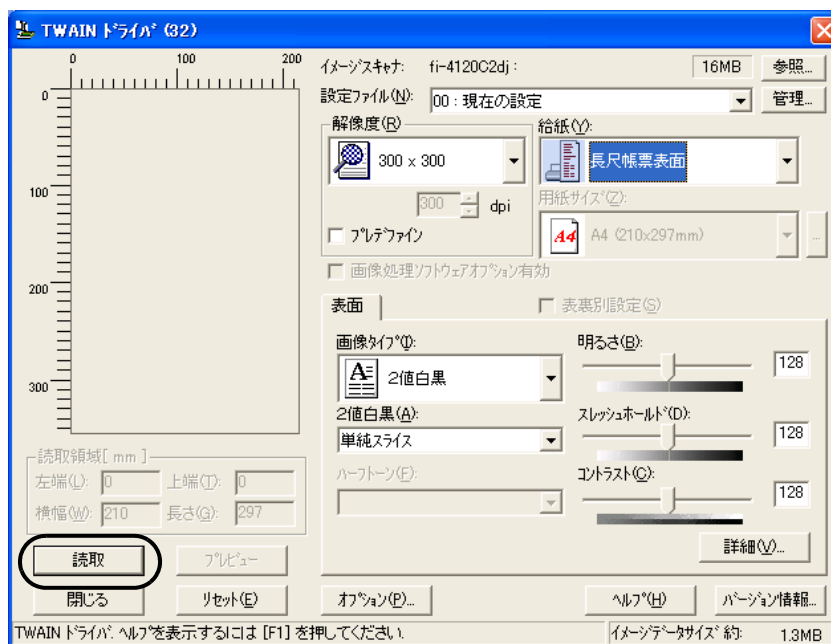 TWAIN ﾄﾞﾗｲﾊﾞ (32)
0 100 200
0
100
200
300
ｲﾒｰｼﾞｽｷｬﾅ: fi-4120C2dj : 16MB 参照...
設定ﾌｧｲﾙ(N): 00 : 現在の設定 管理...
解像度(R) 給紙(Y):
300 x 300 長尺帳票表面
300 dpi 用紙ｻｲｽﾞ(Z):
ﾌﾟﾚﾃﾞﾌｧｲﾝ A4 A4 (210x297mm) ...
画像処理ｿﾌﾄｳｪｱｵﾌﾟｼｮﾝ有効
表面 表裏別設定(S)
画像ﾀｲﾌﾟ(I): 明るさ(B):
A 2値白黒 128
2値白黒(A): ｽﾚｯｼｭﾎｰﾙﾄﾞ(D):
単純ｽﾗｲｽ 128
ﾊｰﾌﾄｰﾝ(F): ｺﾝﾄﾗｽﾄ(C):
128
読取領域[ mm ]
左端(L): 0 上端(T): 0
横幅(W): 210 長さ(G): 297
詳細(V)...
読取 ﾌﾟﾚﾋﾞｭｰ
閉じる ﾘｾｯﾄ(E) ｵﾌﾟｼｮﾝ(P)... ﾍﾙﾌﾟ(H) ﾊﾞｰｼﾞｮﾝ情報...
TWAIN ﾄﾞﾗｲﾊﾞ. ﾍﾙﾌﾟを表示するには [F1] を押してください. ｲﾒｰｼﾞﾃﾞｰﾀｻｲｽﾞ 約: 1.3MB